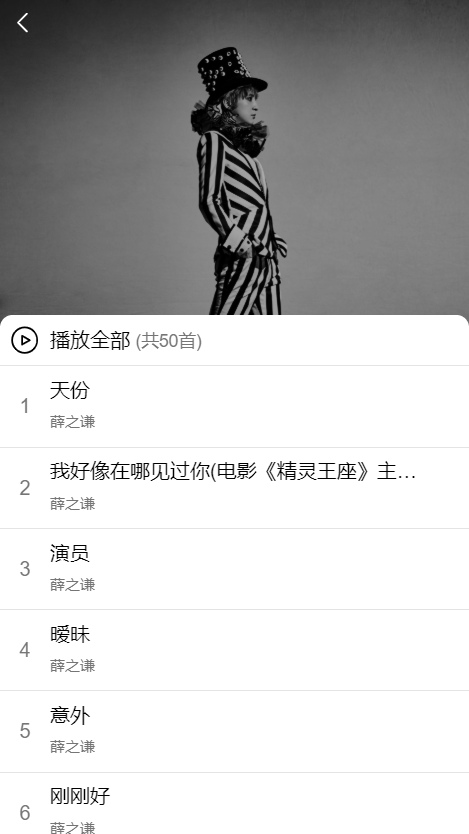 播放全部 (共50首)
1
天份
薛之谦
2
我好像在哪见过你(电影《精灵王座》主…
薛之谦
3
演员
薛之谦
4
暧昧
薛之谦
5
意外
薛之谦
6
刚刚好
薛之谦